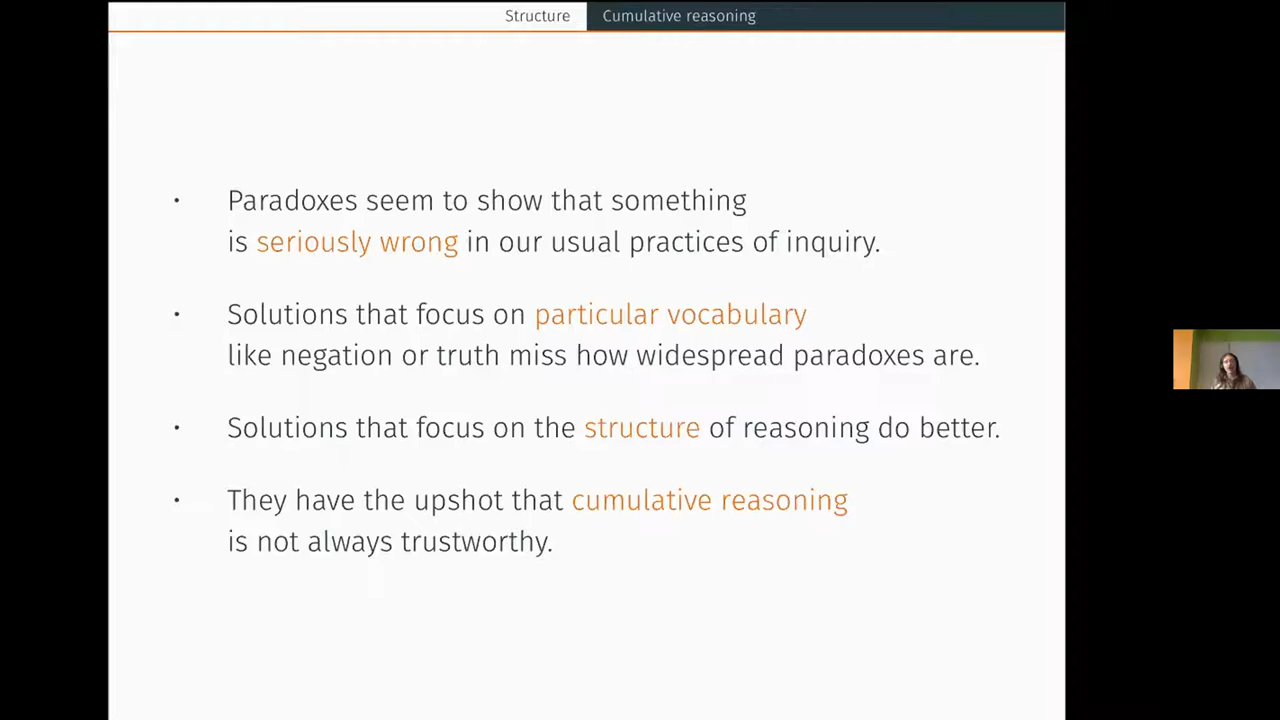 Structure Cumulative reasoning
• Paradoxes seem to show that something
is seriously wrong in our usual practices of inquiry.
• Solutions that focus on particular vocabulary
like negation or truth miss how widespread paradoxes are.
• Solutions that focus on the structure of reasoning do better.
• They have the upshot that cumulative reasoning
is not always trustworthy.